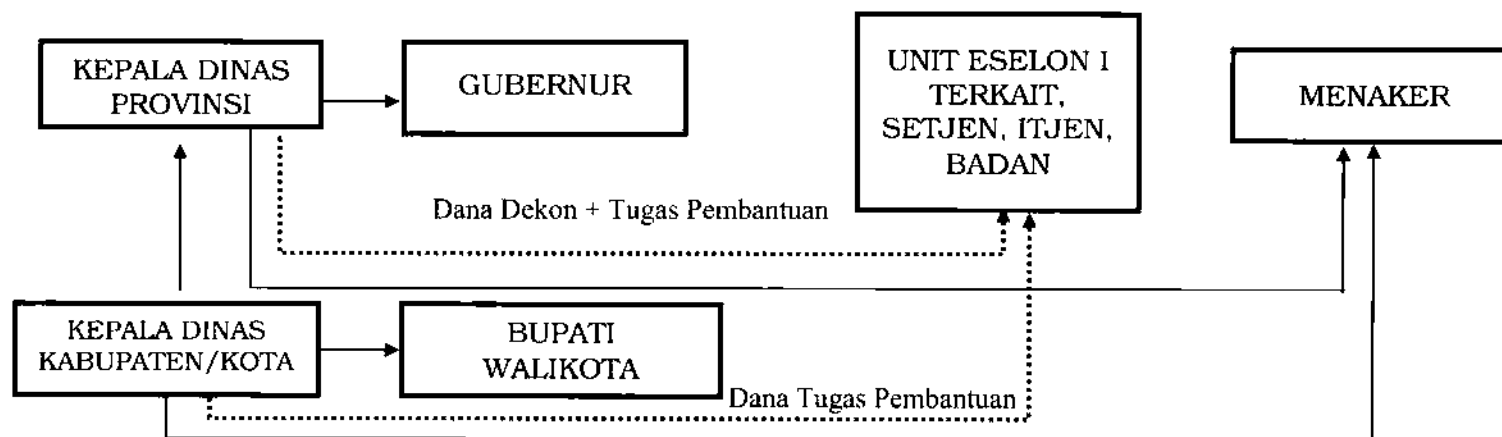 KEPALA DINAS
PROVINSI
GUBERNUR
UNIT ESELON I
TERKAIT,
SETJEN, ITJEN,
BADAN
MENAKER
Dana Dekon + Tugas Pembantuan
KEPALA DINAS
KABUPATEN/KOTA
BUPATI
WALIKOTA
Dana Tugas Pembantuan